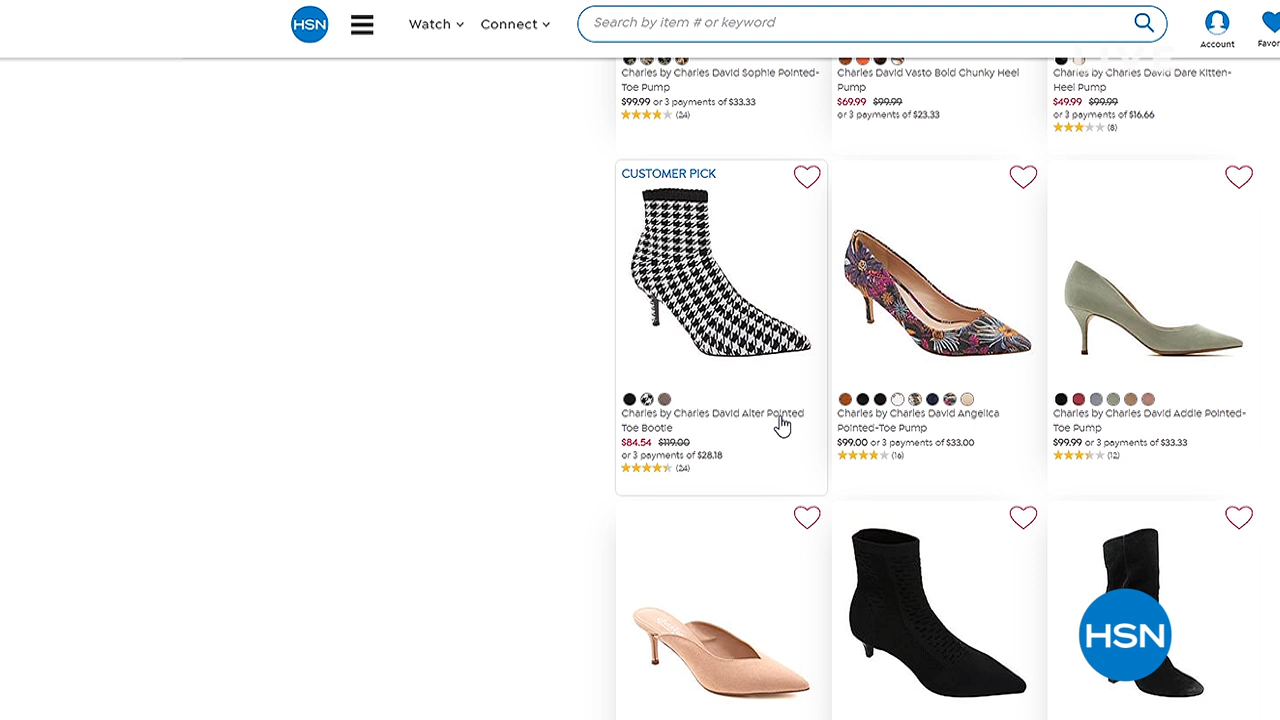 HSN
Watch
Connect
Search by item # or keyword
Account
Favor
LIVE
Charles by Charles David Sophie Pointed-
Toe Pump
$99.99 or 3 payments of $33.33
(24)
Charles David Vasto Bold Chunky Heel
Pump
$69.99 $99.99
or 3 payments of $23.33
Charles by Charles David Dare Kitten-
Heel Pump
$49.99 $99.99
or 3 payments of $16.66
(8)
CUSTOMER PICK
Charles by Charles David Alter Pointed
Toe Bootie
$84.54 $119.00
or 3 payments of $28.18
(24)
Charles by Charles David Angelica
Pointed-Toe Pump
$99.00 or 3 payments of $33.00
(16)
Charles by Charles David Addie Pointed-
Toe Pump
$99.99 or 3 payments of $33.33
(12)
HSN